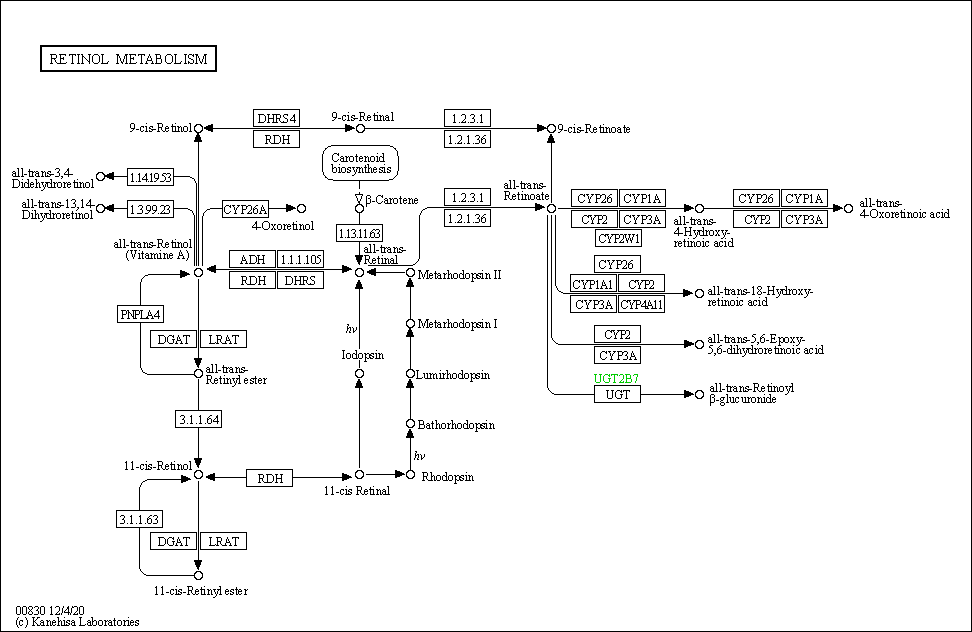 RETINOL METABOLISM
DHRS4
RDH
9-cis-Retinol
9-cis-Retinal
1.2.3.1
1.2.1.36
9-cis-Retinoate
Carotenoid
biosynthesis
all-trans-3,4-
Didehydroretinol
1.14.19.53
all-trans-13,14-
Dihydroretinol
1.3.99.23
CYP26A
4-Oxoretinol
β-Carotene
1.13.11.63
all-trans-
Retinal
1.2.3.1
1.2.1.36
all-trans-
Retinoate
CYP26
CYP1A
CYP2
CYP3A
CYP2W1
all-trans-
4-Hydroxy-
retinoic acid
CYP26
CYP1A
CYP2
CYP3A
all-trans-
4-Oxoretinoic acid
all-trans-Retinol
(Vitamine A)
ADH
1.1.1.105
RDH
DHRS
Metarhodopsin II
CYP26
CYP1A1
CYP2
CYP3A
CYP4A11
all-trans-18-Hydroxy-
retinoic acid
PNPLA4
DGAT
LRAT
hν
Metarhodopsin I
CYP2
CYP3A
all-trans-5,6-Epoxy-
5,6-dihydroretinoic acid
Iodopsin
all-trans-
Retinyl ester
Lumirhodopsin
UGT2B7
UGT
all-trans-Retinoyl
β-glucuronide
3.1.1.64
Bathorhodopsin
hν
11-cis-Retinol
RDH
11-cis Retinal
Rhodopsin
3.1.1.63
DGAT
LRAT
11-cis-Retinyl ester
00830 12/4/20
(c) Kanehisa Laboratories